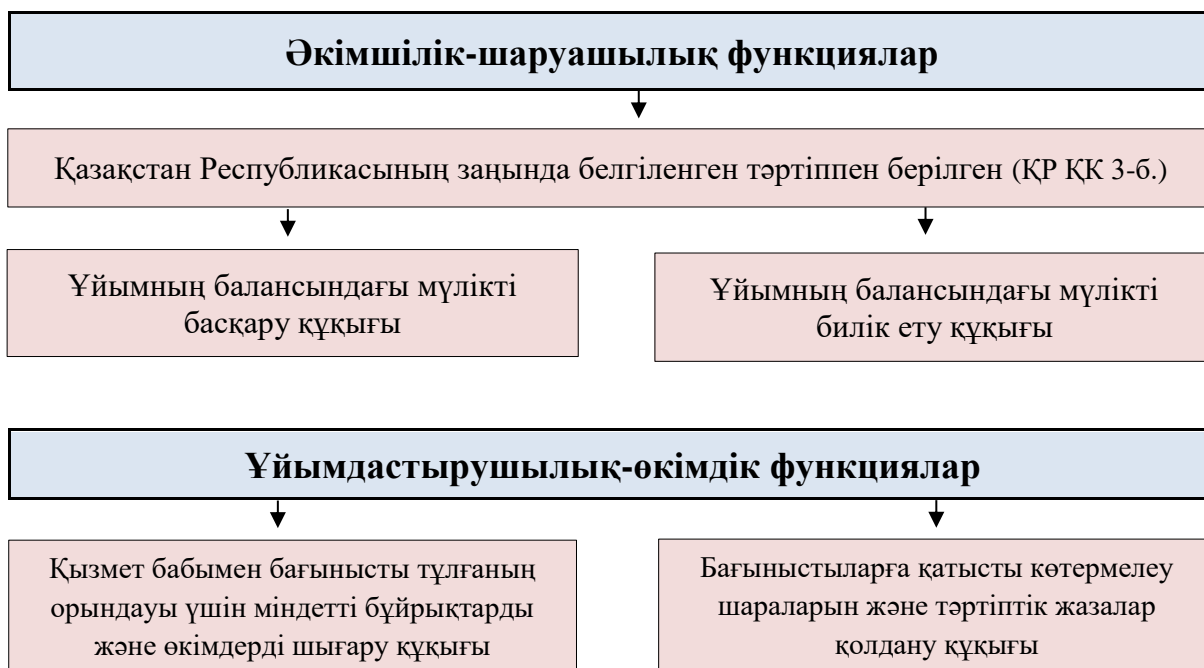 Әкімшілік-шаруашылық функциялар
Қазақстан Республикасының заңында белгіленген тәртіппен берілген (ҚР ҚК 3-б.)
Ұйымның балансындағы мүлікті
басқару құқығы
Ұйымның балансындағы мүлікті
билік ету құқығы
Ұйымдастырушылық-өкімдік функциялар
Қызмет бабымен бағынысты тұлғаның
орындауы үшін міндетті бұйрықтарды
және өкімдерді шығару құқығы
Бағыныстыларға қатысты көтермелеу
шараларын және тәртіптік жазалар
қолдану құқығы